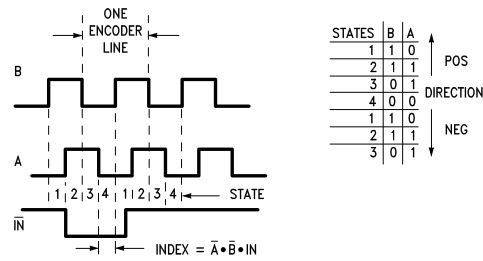 ONE
ENCODER
LINE
B
A
1 2 3 4 1 2 3 4 STATE
I̅N̅
INDEX = A̅•B̅•IN
STATES B A
1 1 0
2 1 1
3 0 1
4 0 0
1 1 0
2 1 1
3 0 1
POS
DIRECTION
NEG